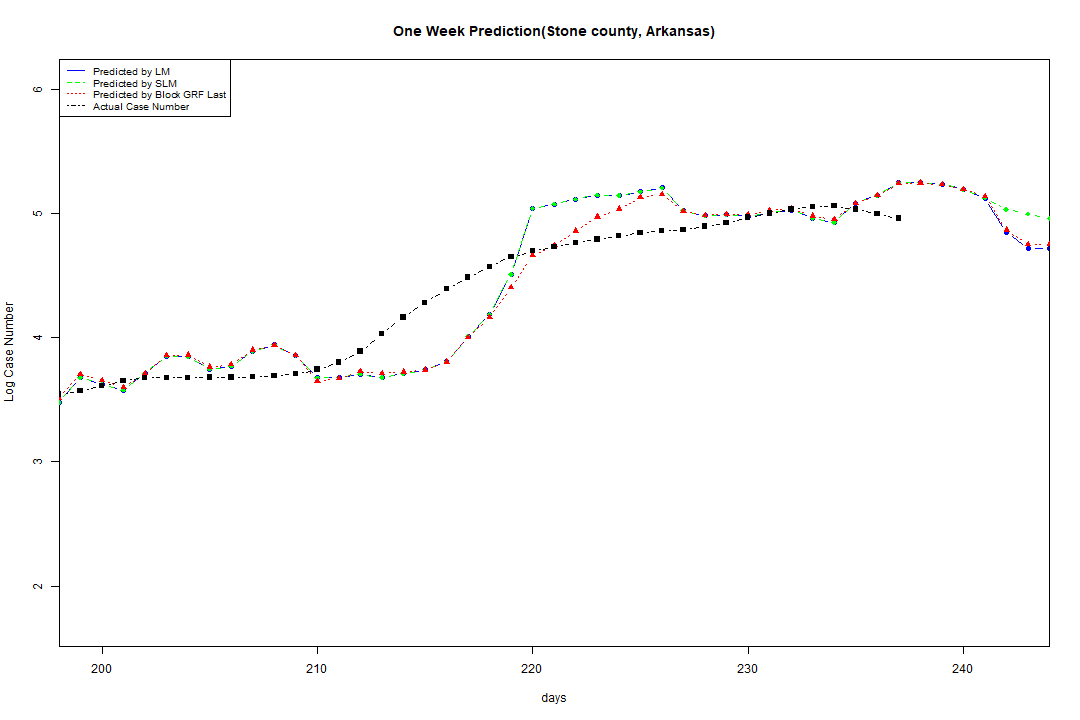 One Week Prediction(Stone county, Arkansas)
Predicted by LM
Predicted by SLM
Predicted by Block GRF Last
Actual Case Number
6
5
4
3
2
Log Case Number
200 210 220 230 240
days